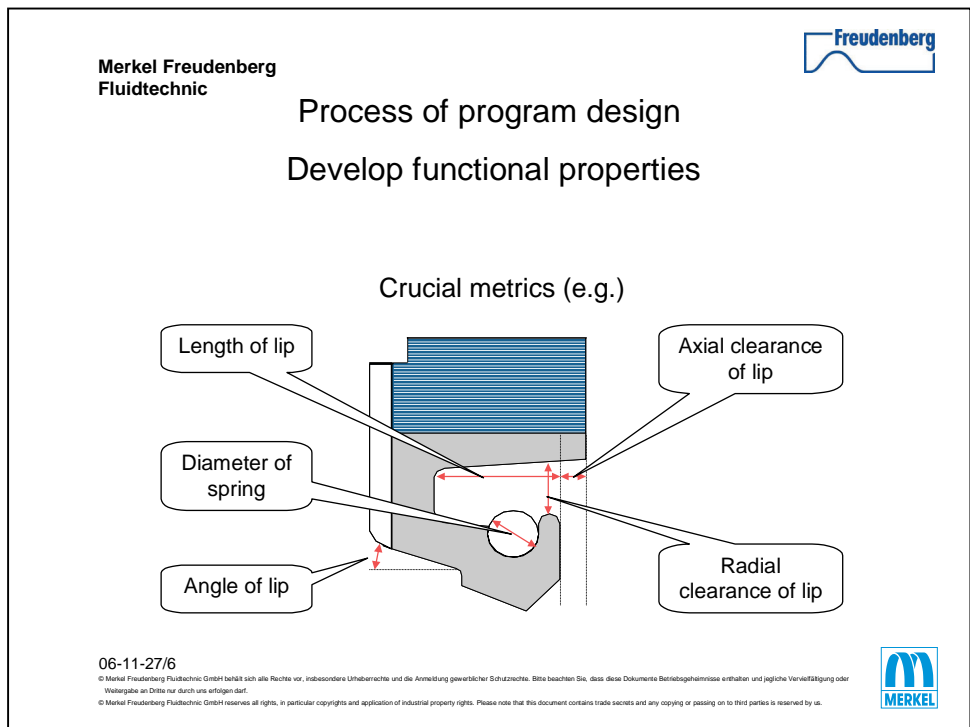 Merkel Freudenberg
Fluidtechnic
Freudenberg
Process of program design
Develop functional properties
Crucial metrics (e.g.)
Length of lip
Axial clearance
of lip
Diameter of
spring
Angle of lip
Radial
clearance of lip
06-11-27/6
© Merkel Freudenberg Fluidtechnic GmbH behält sich alle Rechte vor, insbesondere Urheberrechte und die Anmeldung gewerblicher Schutzrechte. Bitte beachten Sie, dass diese Dokumente Betriebsgeheimnisse enthalten und jegliche Vervielfältigung oder
Weitergabe an Dritte nur durch uns erfolgen darf.
© Merkel Freudenberg Fluidtechnic GmbH reserves all rights, in particular copyrights and application of industrial property rights. Please note that this document contains trade secrets and any copying or passing on to third parties is reserved by us.
MERKEL